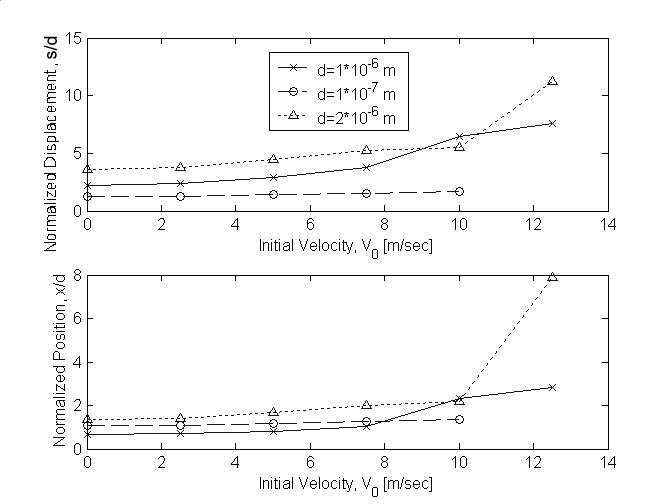 15
10
5
0
Normalized Displacement, s/d
d=1*10^-6 m
d=1*10^-7 m
d=2*10^-6 m
0 2 4 6 8 10 12 14
Initial Velocity, V_0 [m/sec]
8
6
4
2
0
Normalized Position, x/d
0 2 4 6 8 10 12 14
Initial Velocity, V_0 [m/sec]